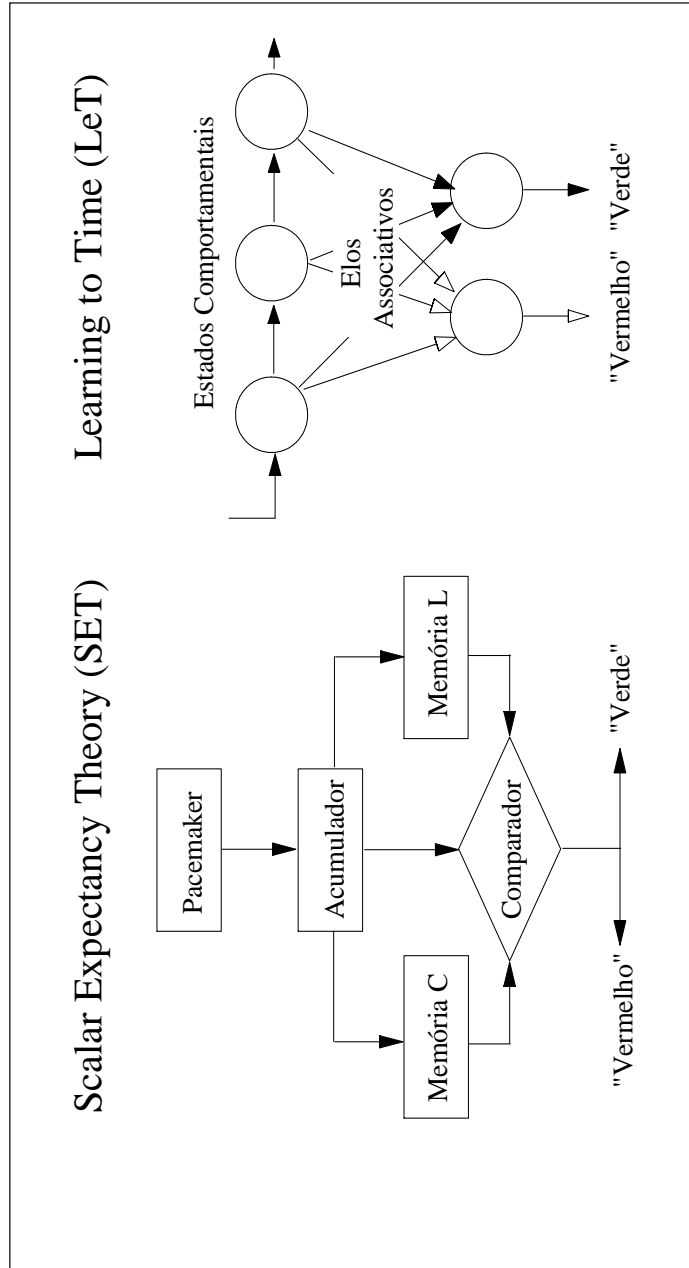 Scalar Expectancy Theory (SET)
Pacemaker
Acumulador
Memória C
Memória L
Comparador
"Vermelho"
"Verde"
Learning to Time (LeT)
Estados Comportamentais
Elos
Associativos
"Vermelho"
"Verde"